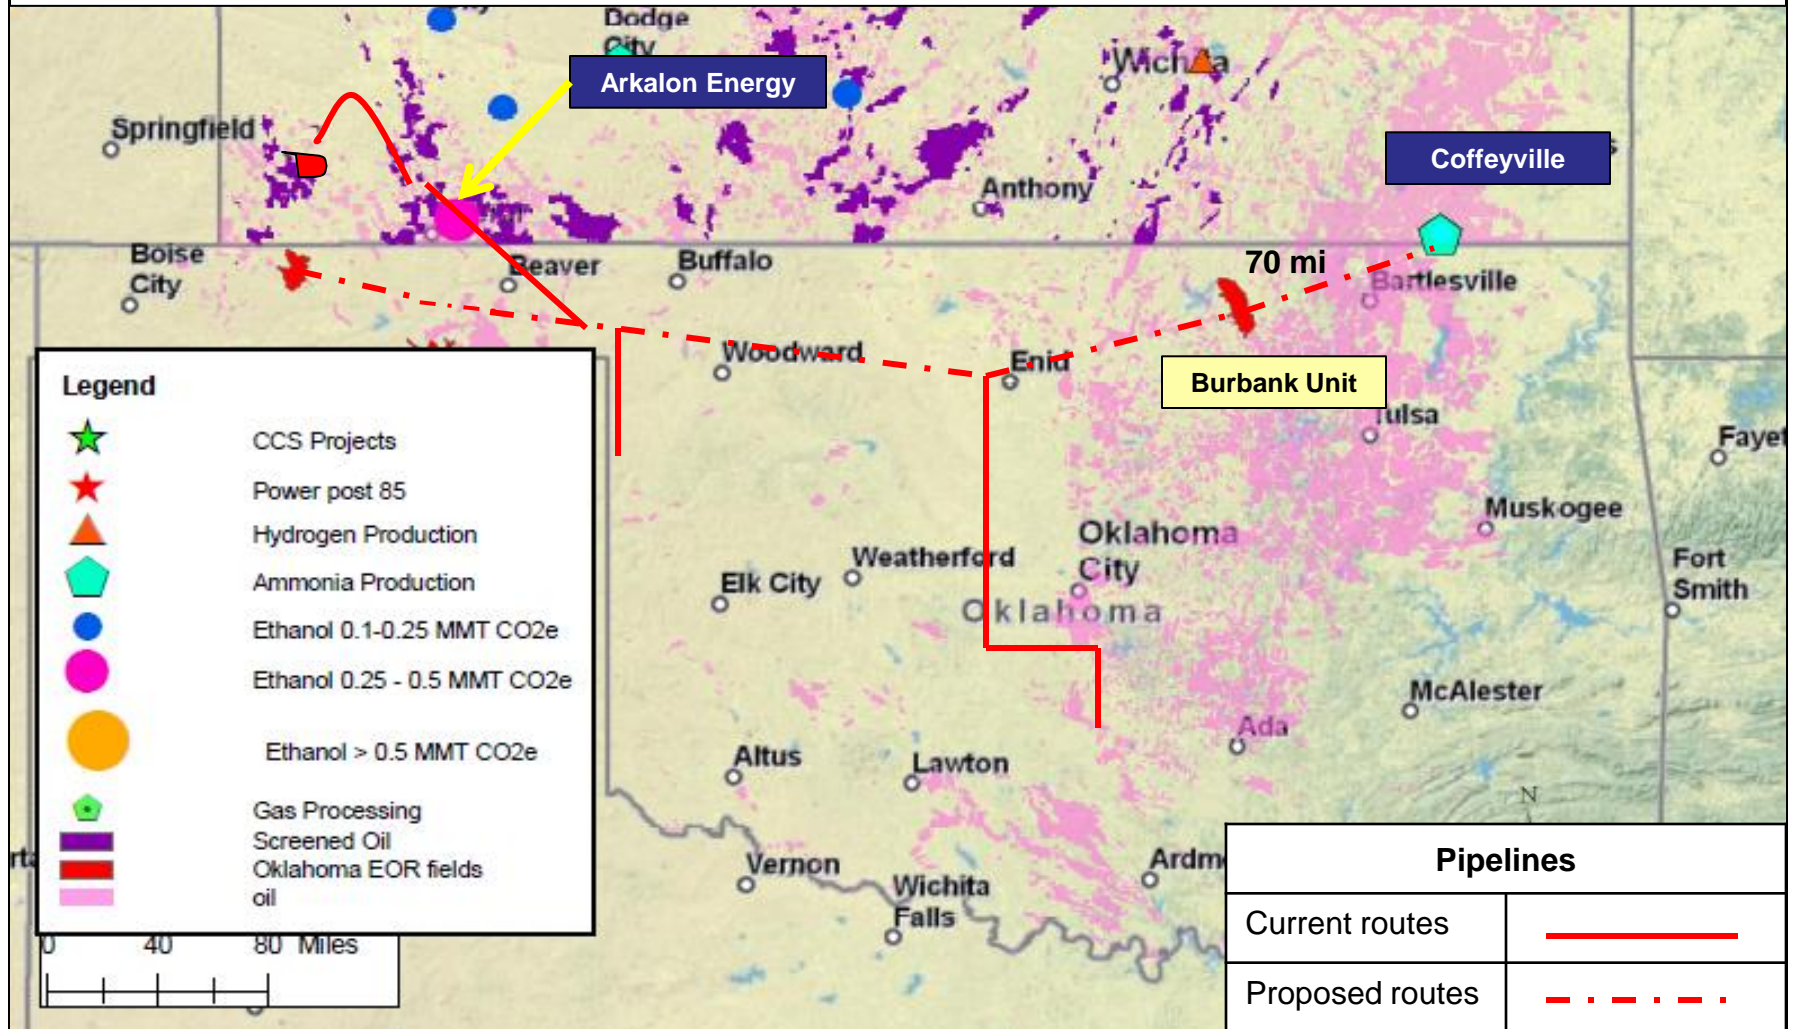 Dodge
City
Arkalon Energy
Wichita
Springfield
Coffeyville
Anthony
Boise
City
Beaver
Buffalo
70 mi
Bartlesville
Woodward
Enid
Burbank Unit
Tulsa
Fayet
Muskogee
Oklahoma
City
Weatherford
Elk City
Oklahoma
Fort
Smith
McAlester
Ada
Altus
Lawton
N
Vernon
Wichita
Falls
Ardm
Legend
CCS Projects
Power post 85
Hydrogen Production
Ammonia Production
Ethanol 0.1-0.25 MMT CO2e
Ethanol 0.25 - 0.5 MMT CO2e
Ethanol > 0.5 MMT CO2e
Gas Processing
Screened Oil
Oklahoma EOR fields
oil
0 40 80 Miles
Pipelines
Current routes
Proposed routes